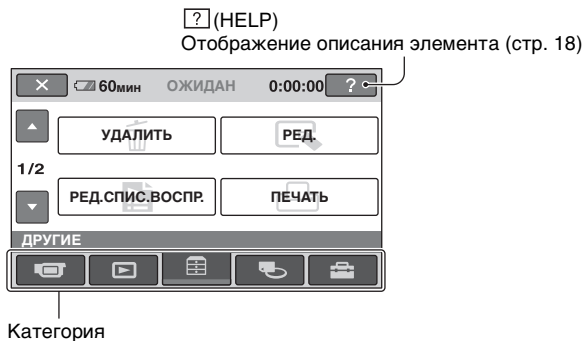 ? (HELP)
Отображение описания элемента (стр. 18)
60мин ОЖИДАН 0:00:00 ?
УДАЛИТЬ РЕД.
1/2
РЕД.СПИС.ВОСПР. ПЕЧАТЬ
ДРУГИЕ
Категория